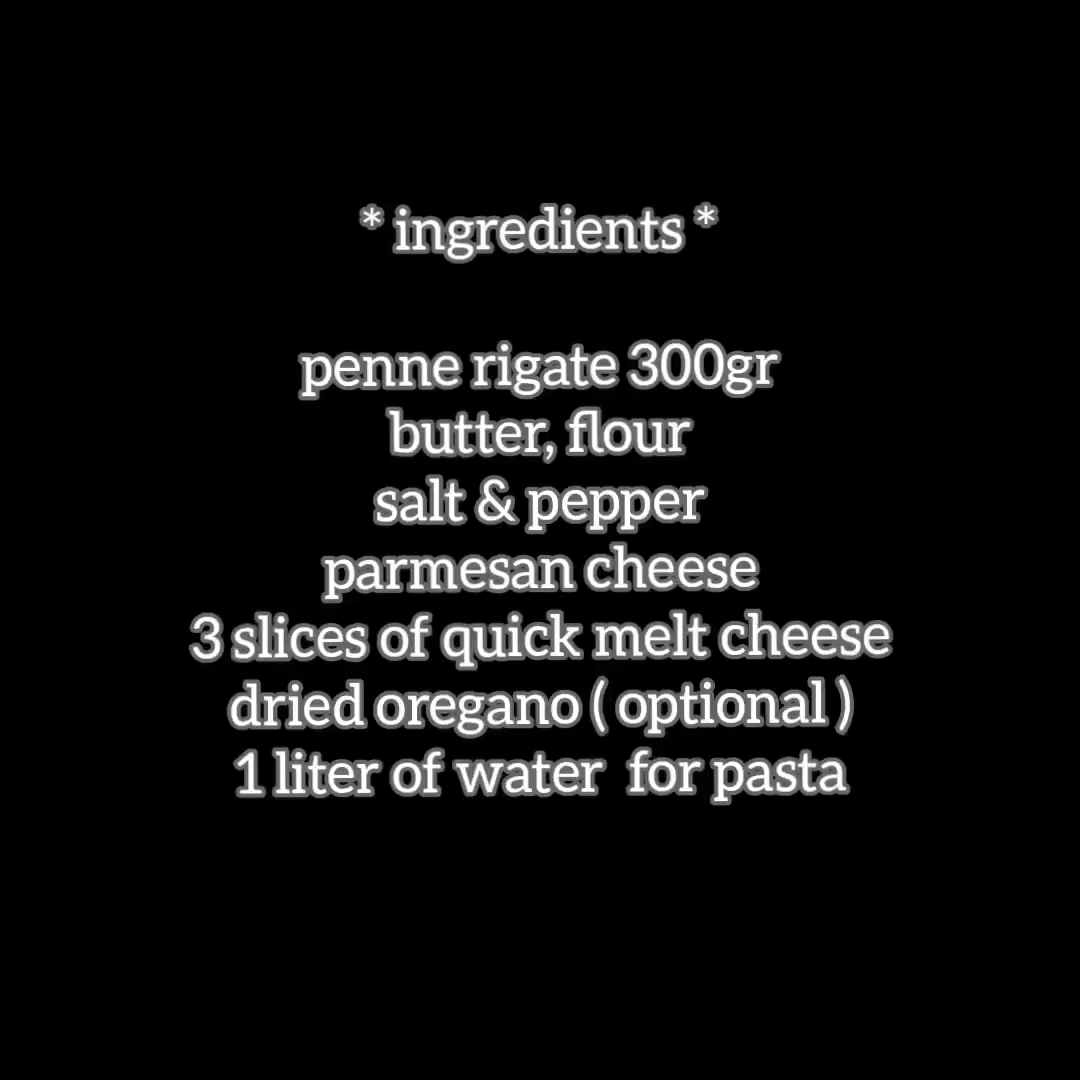 * ingredients *
penne rigate 300gr
butter, flour
salt & pepper
parmesan cheese
3 slices of quick melt cheese
dried oregano ( optional )
1 liter of water  for pasta